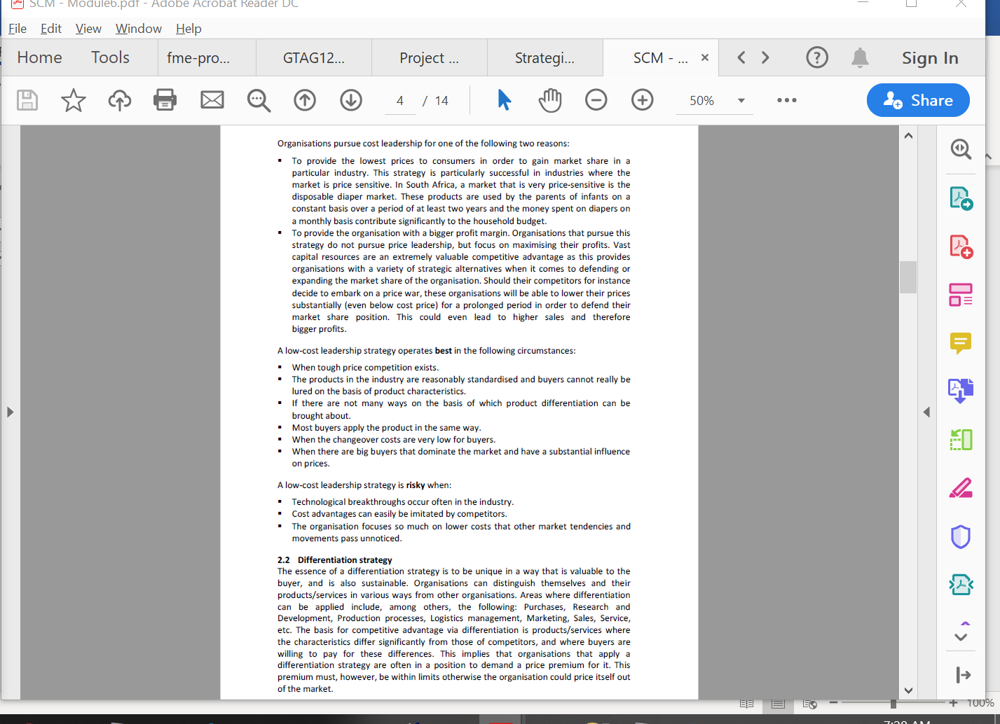 SCM - Module6.pdf - Adobe Acrobat Reader DC
File Edit View Window Help
Home Tools fme-pro... GTAG12... Project ... Strategi... SCM - ... × Sign In
4 / 14 50% Share
Organisations pursue cost leadership for one of the following two reasons:
▪ To provide the lowest prices to consumers in order to gain market share in a
particular industry. This strategy is particularly successful in industries where the
market is price sensitive. In South Africa, a market that is very price-sensitive is the
disposable diaper market. These products are used by the parents of infants on a
constant basis over a period of at least two years and the money spent on diapers on
a monthly basis contribute significantly to the household budget.
▪ To provide the organisation with a bigger profit margin. Organisations that pursue this
strategy do not pursue price leadership, but focus on maximising their profits. Vast
capital resources are an extremely valuable competitive advantage as this provides
organisations with a variety of strategic alternatives when it comes to defending or
expanding the market share of the organisation. Should their competitors for instance
decide to embark on a price war, these organisations will be able to lower their prices
substantially (even below cost price) for a prolonged period in order to defend their
market share position. This could even lead to higher sales and therefore
bigger profits.
A low-cost leadership strategy operates best in the following circumstances:
▪ When tough price competition exists.
▪ The products in the industry are reasonably standardised and buyers cannot really be
lured on the basis of product characteristics.
▪ If there are not many ways on the basis of which product differentiation can be
brought about.
▪ Most buyers apply the product in the same way.
▪ When the changeover costs are very low for buyers.
▪ When there are big buyers that dominate the market and have a substantial influence
on prices.
A low-cost leadership strategy is risky when:
▪ Technological breakthroughs occur often in the industry.
▪ Cost advantages can easily be imitated by competitors.
▪ The organisation focuses so much on lower costs that other market tendencies and
movements pass unnoticed.
2.2 Differentiation strategy
The essence of a differentiation strategy is to be unique in a way that is valuable to the
buyer, and is also sustainable. Organisations can distinguish themselves and their
products/services in various ways from other organisations. Areas where differentiation
can be applied include, among others, the following: Purchases, Research and
Development, Production processes, Logistics management, Marketing, Sales, Service,
etc. The basis for competitive advantage via differentiation is products/services where
the characteristics differ significantly from those of competitors, and where buyers are
willing to pay for these differences. This implies that organisations that apply a
differentiation strategy are often in a position to demand a price premium for it. This
premium must, however, be within limits otherwise the organisation could price itself out
of the market.
100%